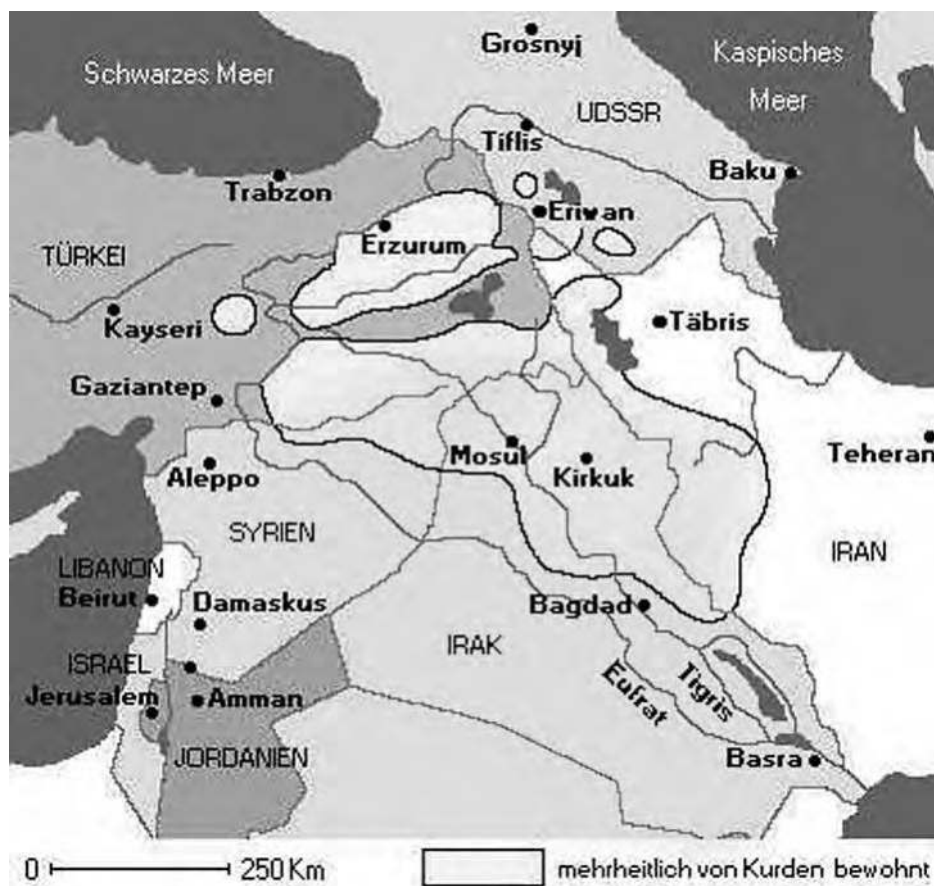 Grosnyj
Schwarzes Meer
Kaspisches
Meer
UDSSR
Tiflis
Baku
Trabzon
Eriwan
Erzurum
TÜRKEI
Kayseri
Täbris
Gaziantep
Mosul
Teheran
Aleppo
Kirkuk
SYRIEN
IRAN
LIBANON
Beirut
Damaskus
Bagdad
IRAK
ISRAEL
Jerusalem
Amman
Eufrat
Tigris
JORDANIEN
Basra
0 250 Km
mehrheitlich von Kurden bewohnt